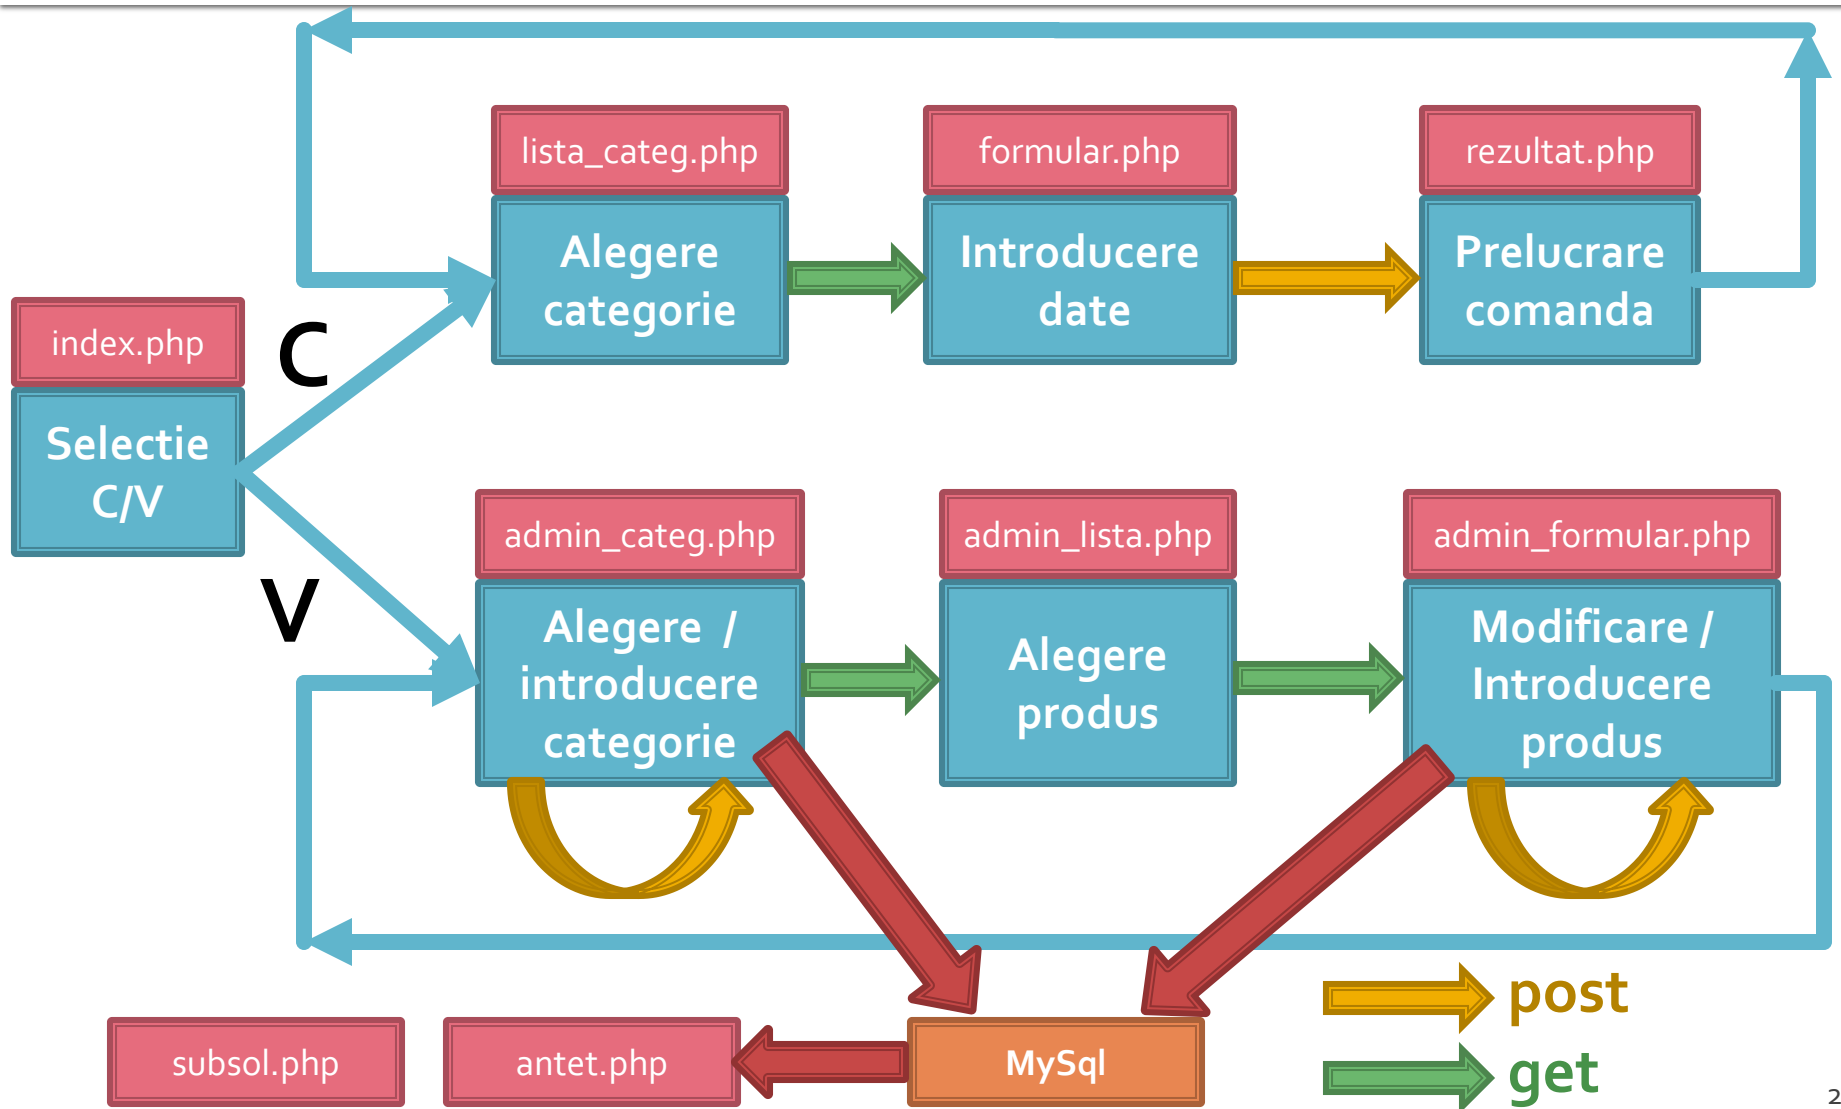 lista_categ.php
formular.php
rezultat.php
Alegere
categorie
Introducere
date
Prelucrare
comanda
index.php
C
Selectie
C/V
V
admin_categ.php
admin_lista.php
admin_formular.php
Alegere /
introducere
categorie
Alegere
produs
Modificare /
Introducere
produs
post
subsol.php
antet.php
MySql
get
2